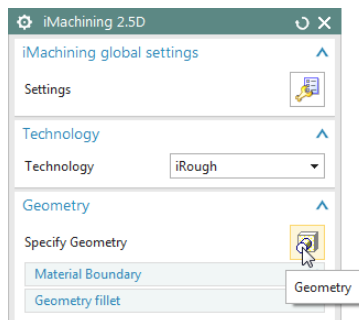 iMachining 2.5D
iMachining global settings
Settings
Technology
Technology iRough
Geometry
Specify Geometry
Geometry
Material Boundary
Geometry fillet